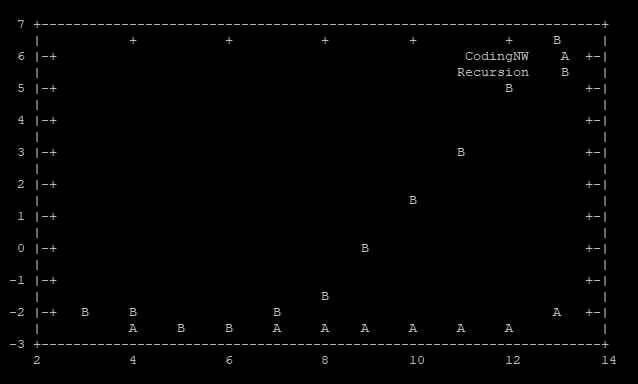 7 +----------------------------------------------------------------------+
| + + + + + B |
6 |-+ CodingNW A +-|
| Recursion B |
5 |-+ B +-|
| |
4 |-+ +-|
| |
3 |-+ B +-|
| |
2 |-+ +-|
| B |
1 |-+ +-|
| |
0 |-+ B +-|
| |
-1 |-+ +-|
| B |
-2 |-+ B B B A +-|
| A B B A A A A A A |
-3 +----------------------------------------------------------------------+
2 4 6 8 10 12 14